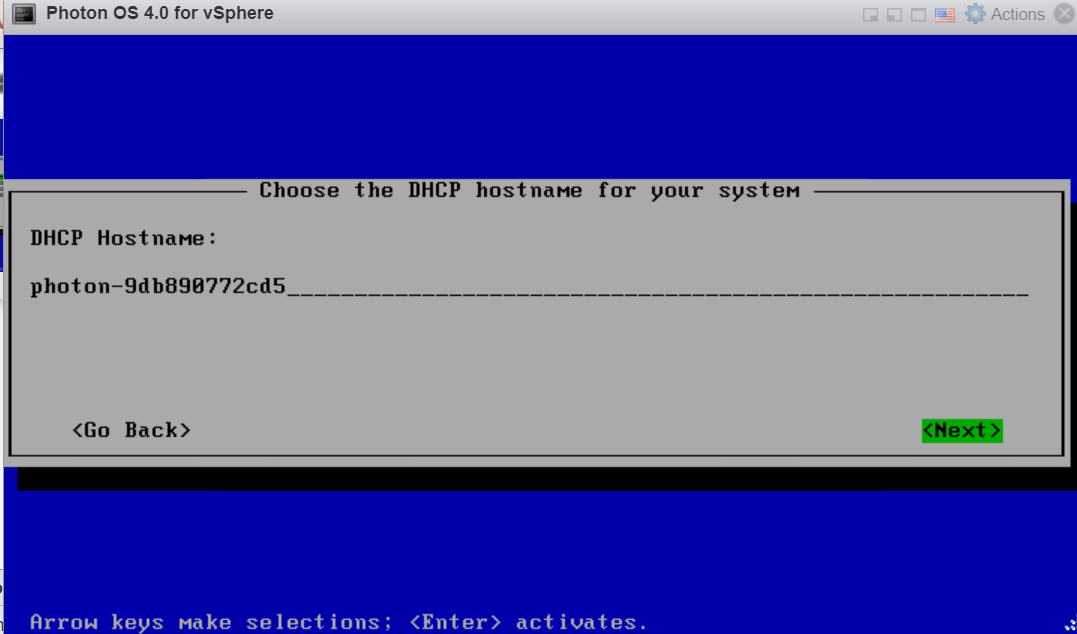 Photon OS 4.0 for vSphere
Actions
Choose the DHCP hostname for your system
DHCP Hostname:
photon-9db890772cd5
<Go Back>
<Next>
Arrow keys make selections; <Enter> activates.